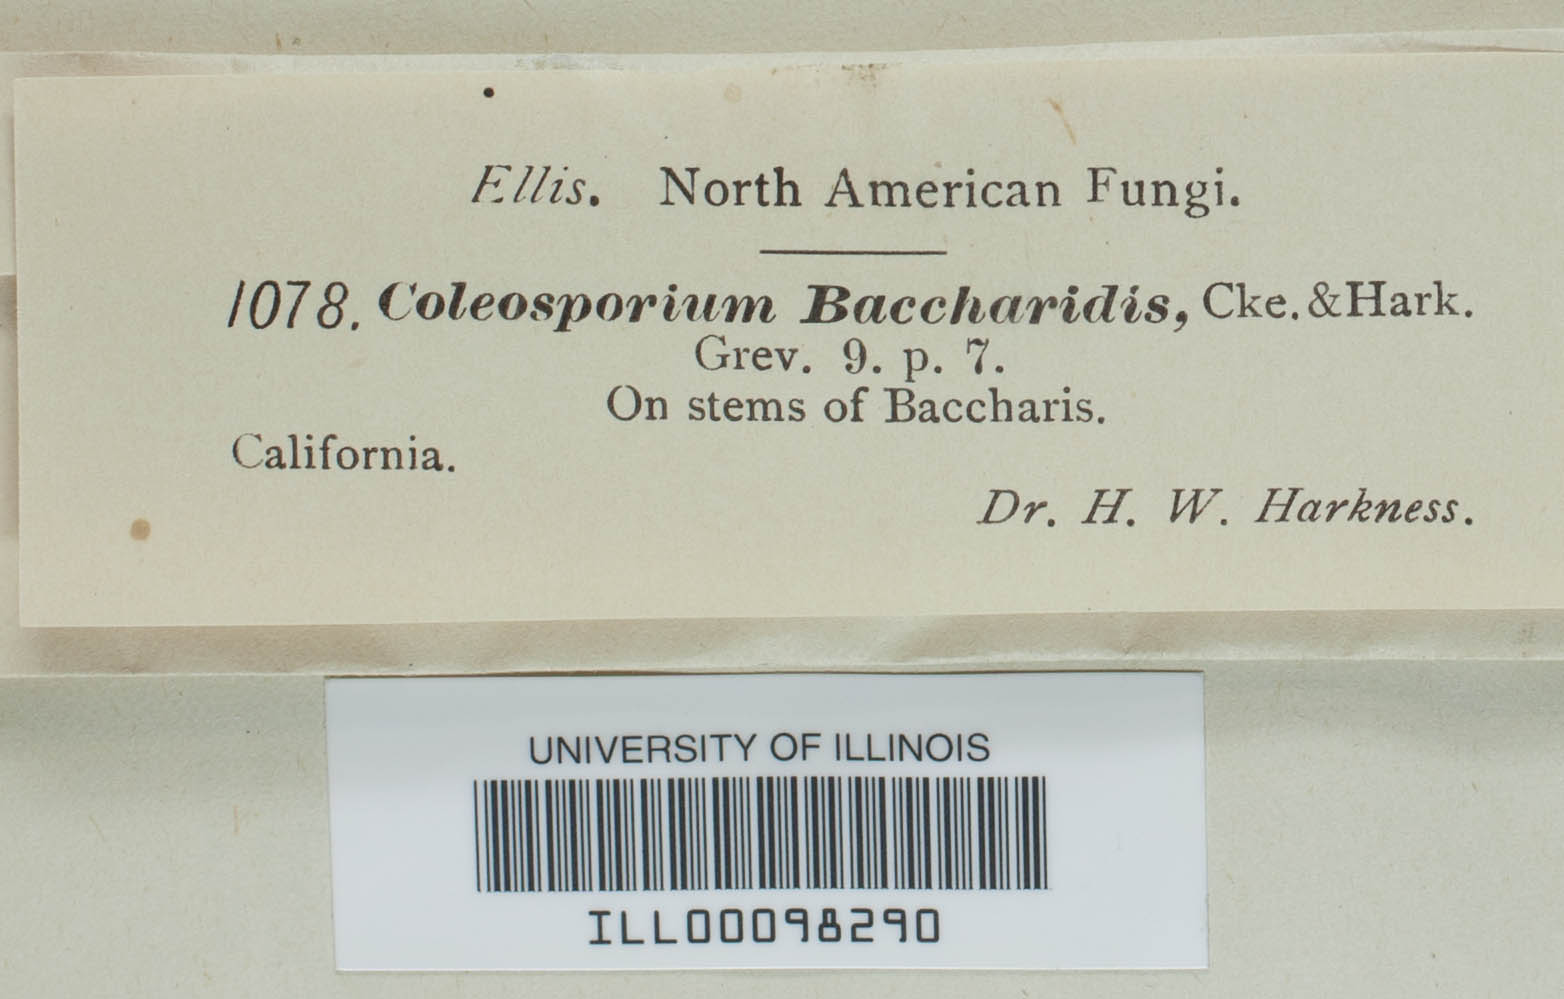 Ellis. North American Fungi.
1078. Coleosporium Baccharidis, Cke. & Hark.
Grev. 9. p. 7.
On stems of Baccharis.
California.
Dr. H. W. Harkness.
UNIVERSITY OF ILLINOIS
ILL00098290